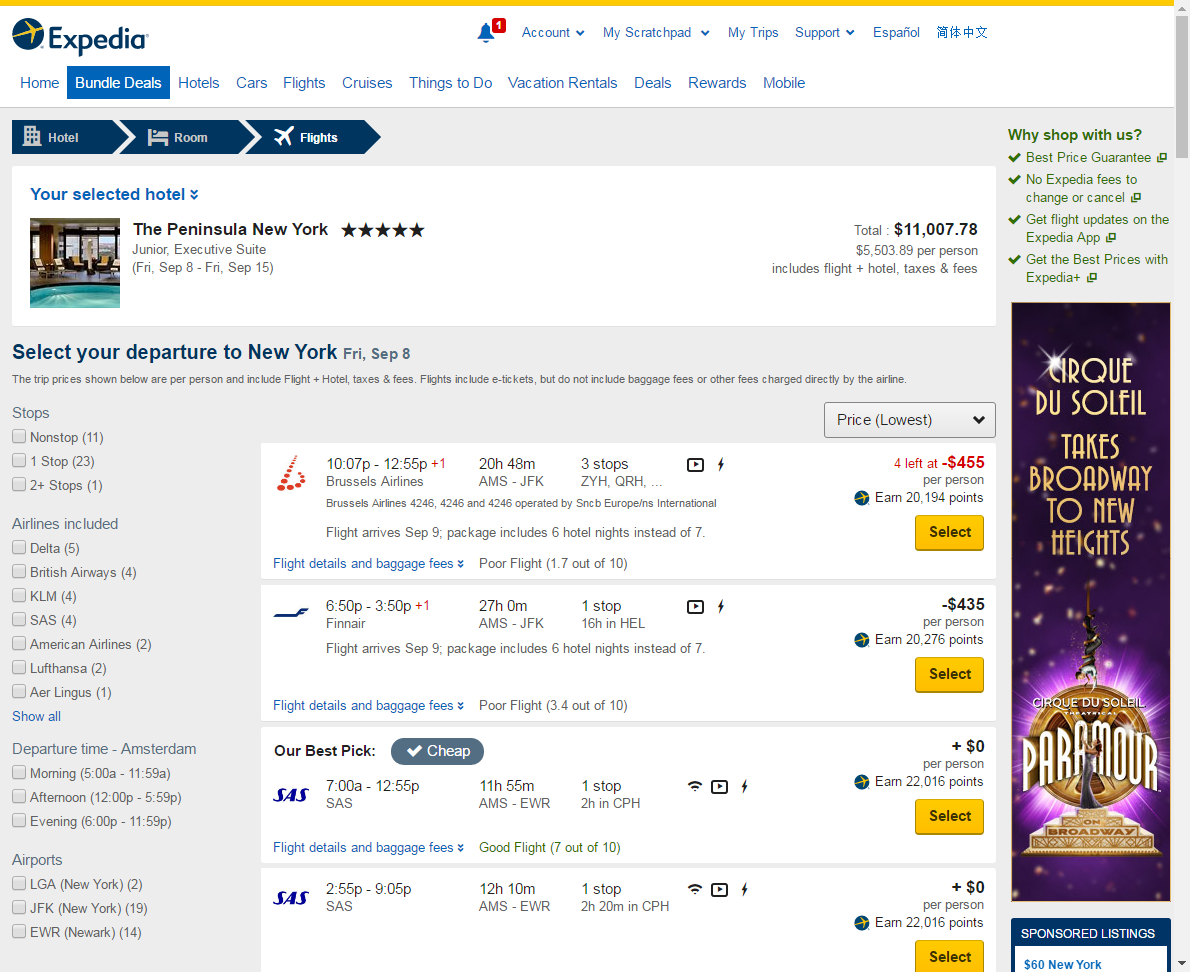 Expedia
1
Account
My Scratchpad
My Trips
Support
Español
简体中文
Home
Bundle Deals
Hotels
Cars
Flights
Cruises
Things to Do
Vacation Rentals
Deals
Rewards
Mobile
Hotel
Room
Flights
Your selected hotel
The Peninsula New York
Junior, Executive Suite
(Fri, Sep 8 - Fri, Sep 15)
Total : $11,007.78
$5,503.89 per person
includes flight + hotel, taxes & fees
Select your departure to New York Fri, Sep 8
The trip prices shown below are per person and include Flight + Hotel, taxes & fees. Flights include e-tickets, but do not include baggage fees or other fees charged directly by the airline.
Stops
Nonstop (11)
1 Stop (23)
2+ Stops (1)
Airlines included
Delta (5)
British Airways (4)
KLM (4)
SAS (4)
American Airlines (2)
Lufthansa (2)
Aer Lingus (1)
Show all
Departure time - Amsterdam
Morning (5:00a - 11:59a)
Afternoon (12:00p - 5:59p)
Evening (6:00p - 11:59p)
Airports
LGA (New York) (2)
JFK (New York) (19)
EWR (Newark) (14)
Price (Lowest)
10:07p - 12:55p +1
Brussels Airlines
20h 48m
AMS - JFK
3 stops
ZYH, QRH, ...
Brussels Airlines 4246, 4246 and 4246 operated by Sncb Europe/ns International
Flight arrives Sep 9; package includes 6 hotel nights instead of 7.
Flight details and baggage fees
Poor Flight (1.7 out of 10)
4 left at -$455
per person
Earn 20,194 points
Select
6:50p - 3:50p +1
Finnair
27h 0m
AMS - JFK
1 stop
16h in HEL
Flight arrives Sep 9; package includes 6 hotel nights instead of 7.
Flight details and baggage fees
Poor Flight (3.4 out of 10)
-$435
per person
Earn 20,276 points
Select
Our Best Pick:
Cheap
SAS
7:00a - 12:55p
SAS
11h 55m
AMS - EWR
1 stop
2h in CPH
Flight details and baggage fees
Good Flight (7 out of 10)
+ $0
per person
Earn 22,016 points
Select
SAS
2:55p - 9:05p
SAS
12h 10m
AMS - EWR
1 stop
2h 20m in CPH
+ $0
per person
Earn 22,016 points
Select
Why shop with us?
Best Price Guarantee
No Expedia fees to
change or cancel
Get flight updates on the
Expedia App
Get the Best Prices with
Expedia+
CIRQUE
DU SOLEIL
TAKES
BROADWAY
TO NEW
HEIGHTS
CIRQUE DU SOLEIL
THEATRICAL
PARAMOUR
ON
BROADWAY
SPONSORED LISTINGS
$60 New York